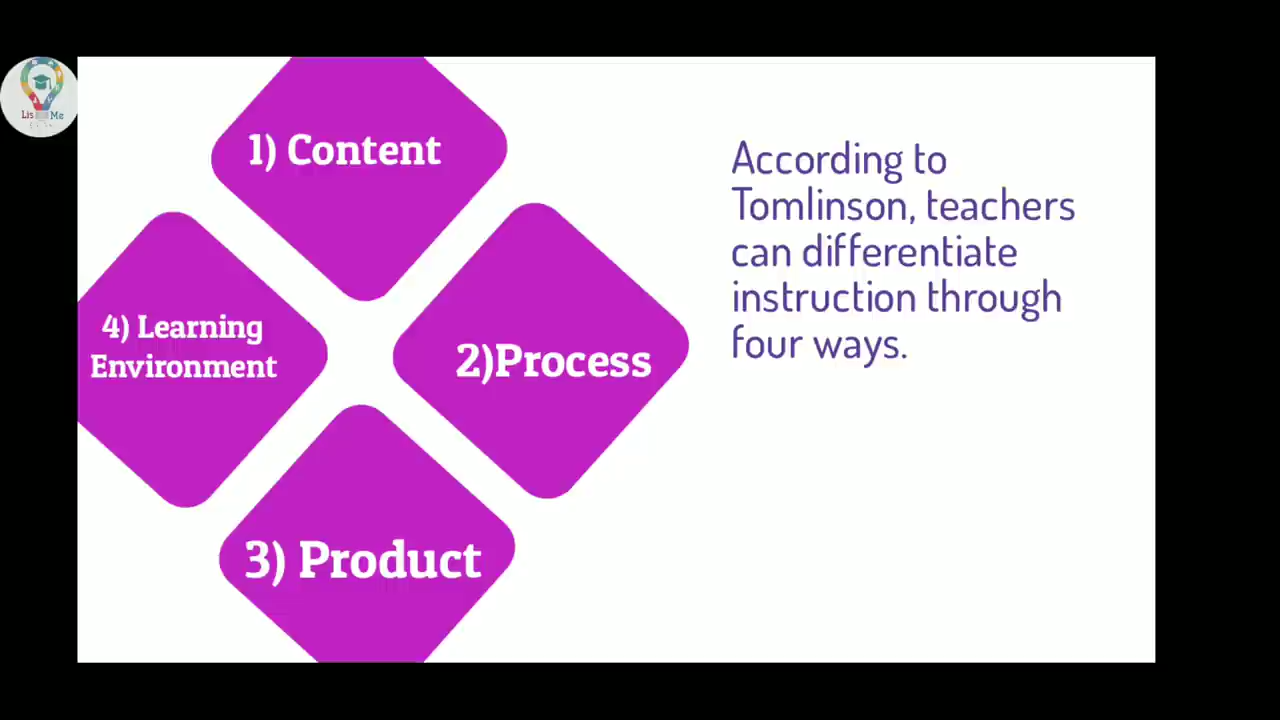 1) Content
2)Process
3) Product
4) Learning
Environment
According to
Tomlinson, teachers
can differentiate
instruction through
four ways.
Me